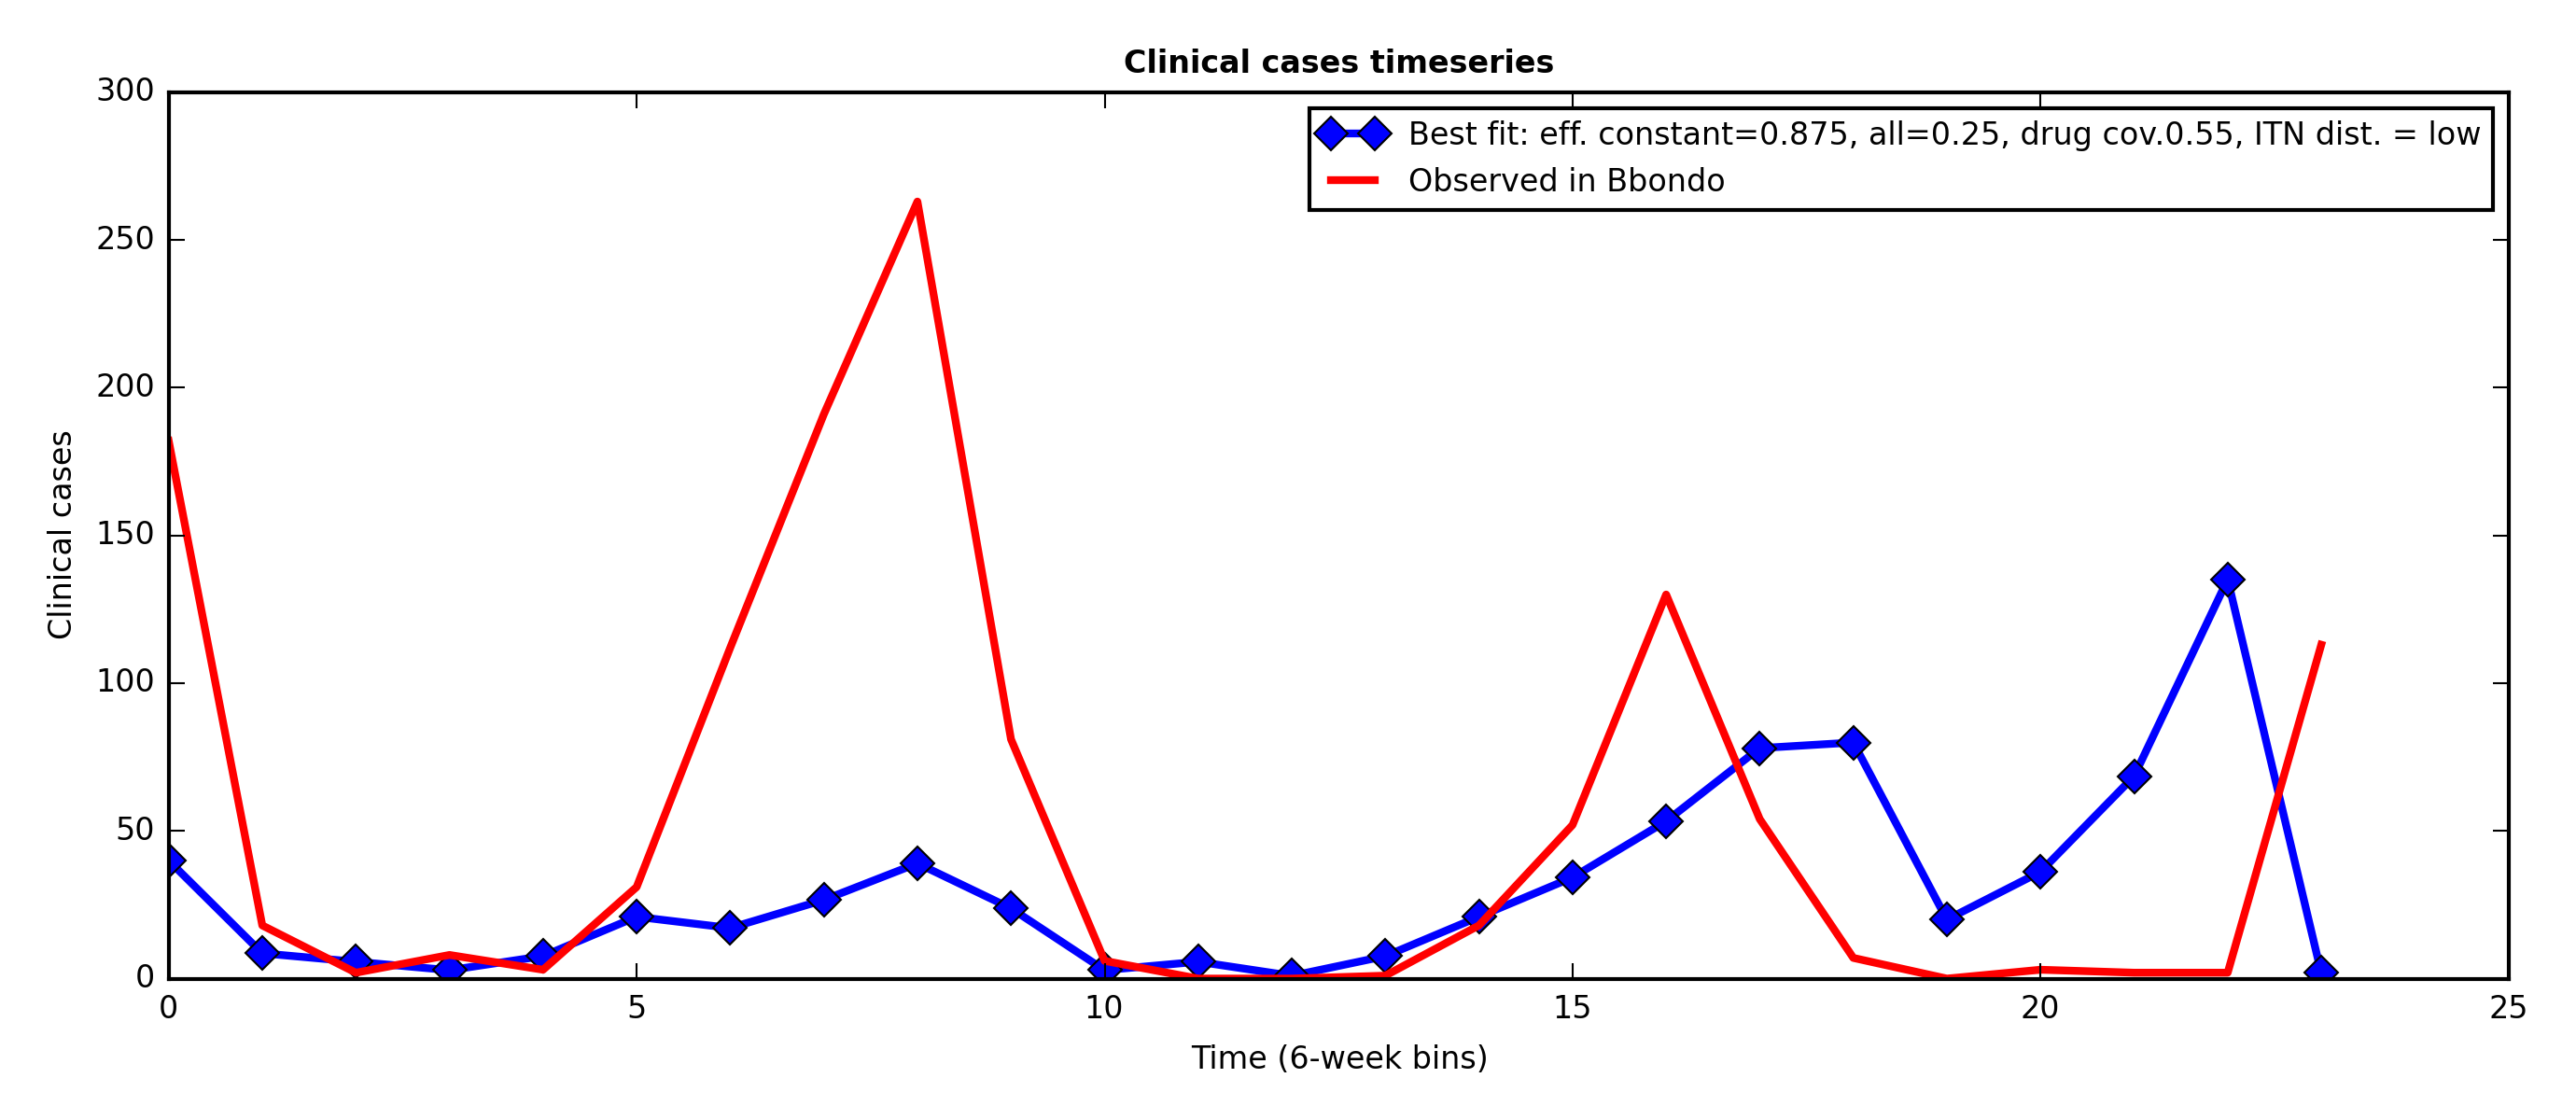 Clinical cases timeseries
300
250
200
150
100
50
0
Clinical cases
Best fit: eff. constant=0.875, all=0.25, drug cov.0.55, ITN dist. = low
Observed in Bbondo
0 5 10 15 20 25
Time (6-week bins)